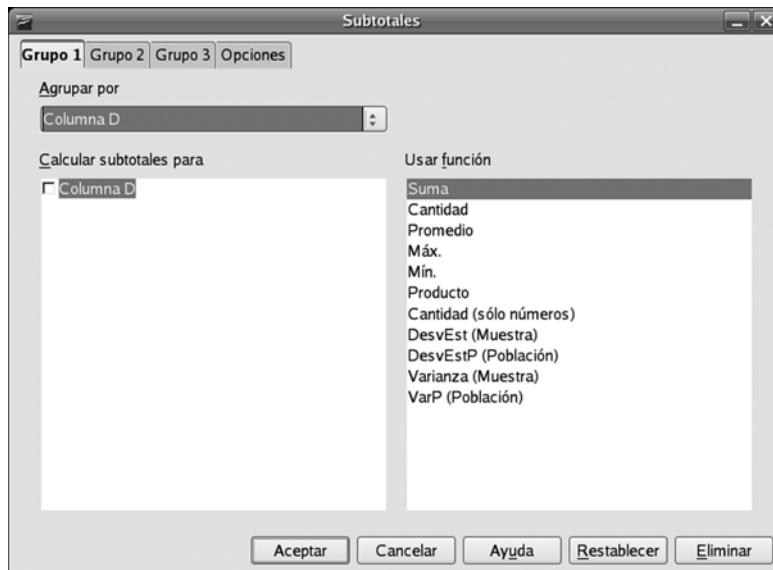 Subtotales
Grupo 1 Grupo 2 Grupo 3 Opciones
Agrupar por
Columna D
Calcular subtotales para
Columna D
Usar función
Suma
Cantidad
Promedio
Máx.
Mín.
Producto
Cantidad (sólo números)
DesvEst (Muestra)
DesvEstP (Población)
Varianza (Muestra)
VarP (Población)
Aceptar Cancelar Ayuda Restablecer Eliminar